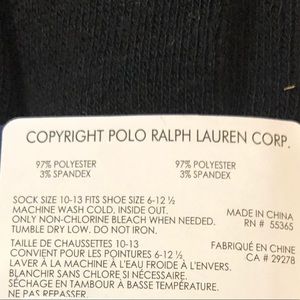 COPYRIGHT POLO RALPH LAUREN CORP.
97% POLYESTER 97% POLYESTER
3% SPANDEX 3% SPANDEX
SOCK SIZE 10-13 FITS SHOE SIZE 6-12 ½
MACHINE WASH COLD, INSIDE OUT.
ONLY NON-CHLORINE BLEACH WHEN NEEDED. MADE IN CHINA
TUMBLE DRY LOW. DO NOT IRON. RN # 55365
TAILLE DE CHAUSSETTES 10-13 FABRIQUÉ EN CHINE
CONVIENT POUR LES POINTURES 6-12 ½ CA # 29278
LAVER À LA MACHINE À L'EAU FROIDE À L'ENVERS.
BLANCHIR SANS CHLORE SI NÉCESSAIRE.
SÉCHAGE EN TAMBOUR À BASSE TEMPÉRATURE.
NE PAS REPASSER.